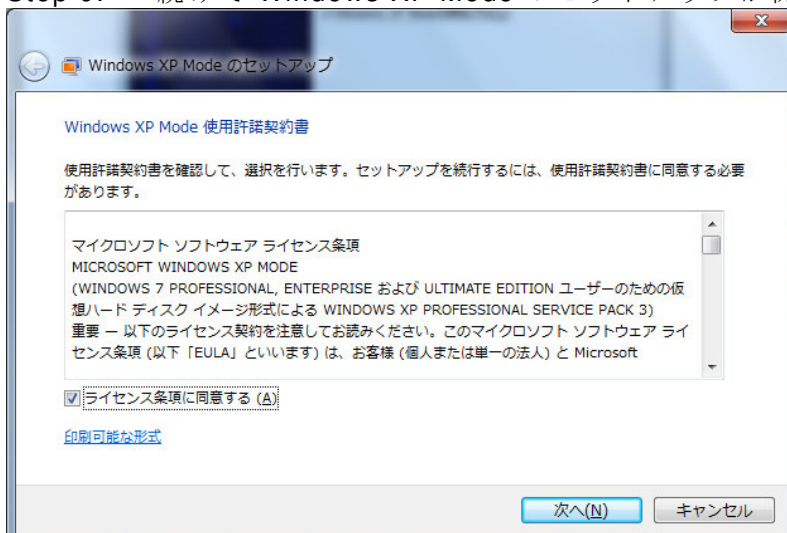 Windows XP Mode のセットアップ
Windows XP Mode 使用許諾契約書
使用許諾契約書を確認して、選択を行います。セットアップを続行するには、使用許諾契約書に同意する必要
があります。
マイクロソフト ソフトウェア ライセンス条項
MICROSOFT WINDOWS XP MODE
(WINDOWS 7 PROFESSIONAL, ENTERPRISE および ULTIMATE EDITION ユーザーのための仮
想ハード ディスク イメージ形式による WINDOWS XP PROFESSIONAL SERVICE PACK 3)
重要 ー 以下のライセンス契約を注意してお読みください。このマイクロソフト ソフトウェア ライ
センス条項 (以下「EULA」といいます) は、お客様 (個人または単一の法人) と Microsoft
ライセンス条項に同意する (A)
印刷可能な形式
次へ(N)
キャンセル